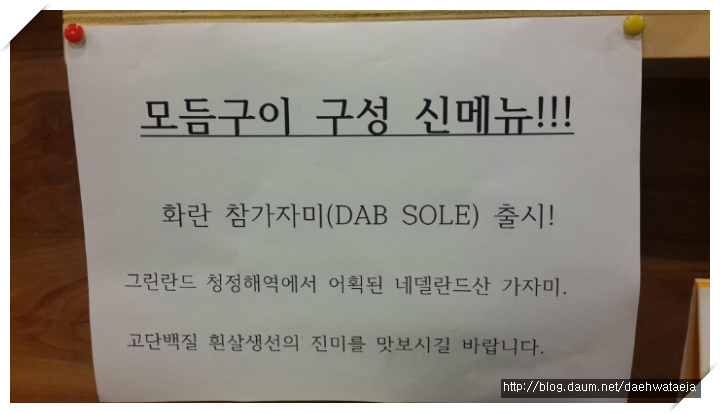 모듬구이 구성 신메뉴!!!
화란 참가자미(DAB SOLE) 출시!
그린란드 청정해역에서 어획된 네델란드산 가자미.
고단백질 흰살생선의 진미를 맛보시길 바랍니다.
http://blog.daum.net/daehwataeja